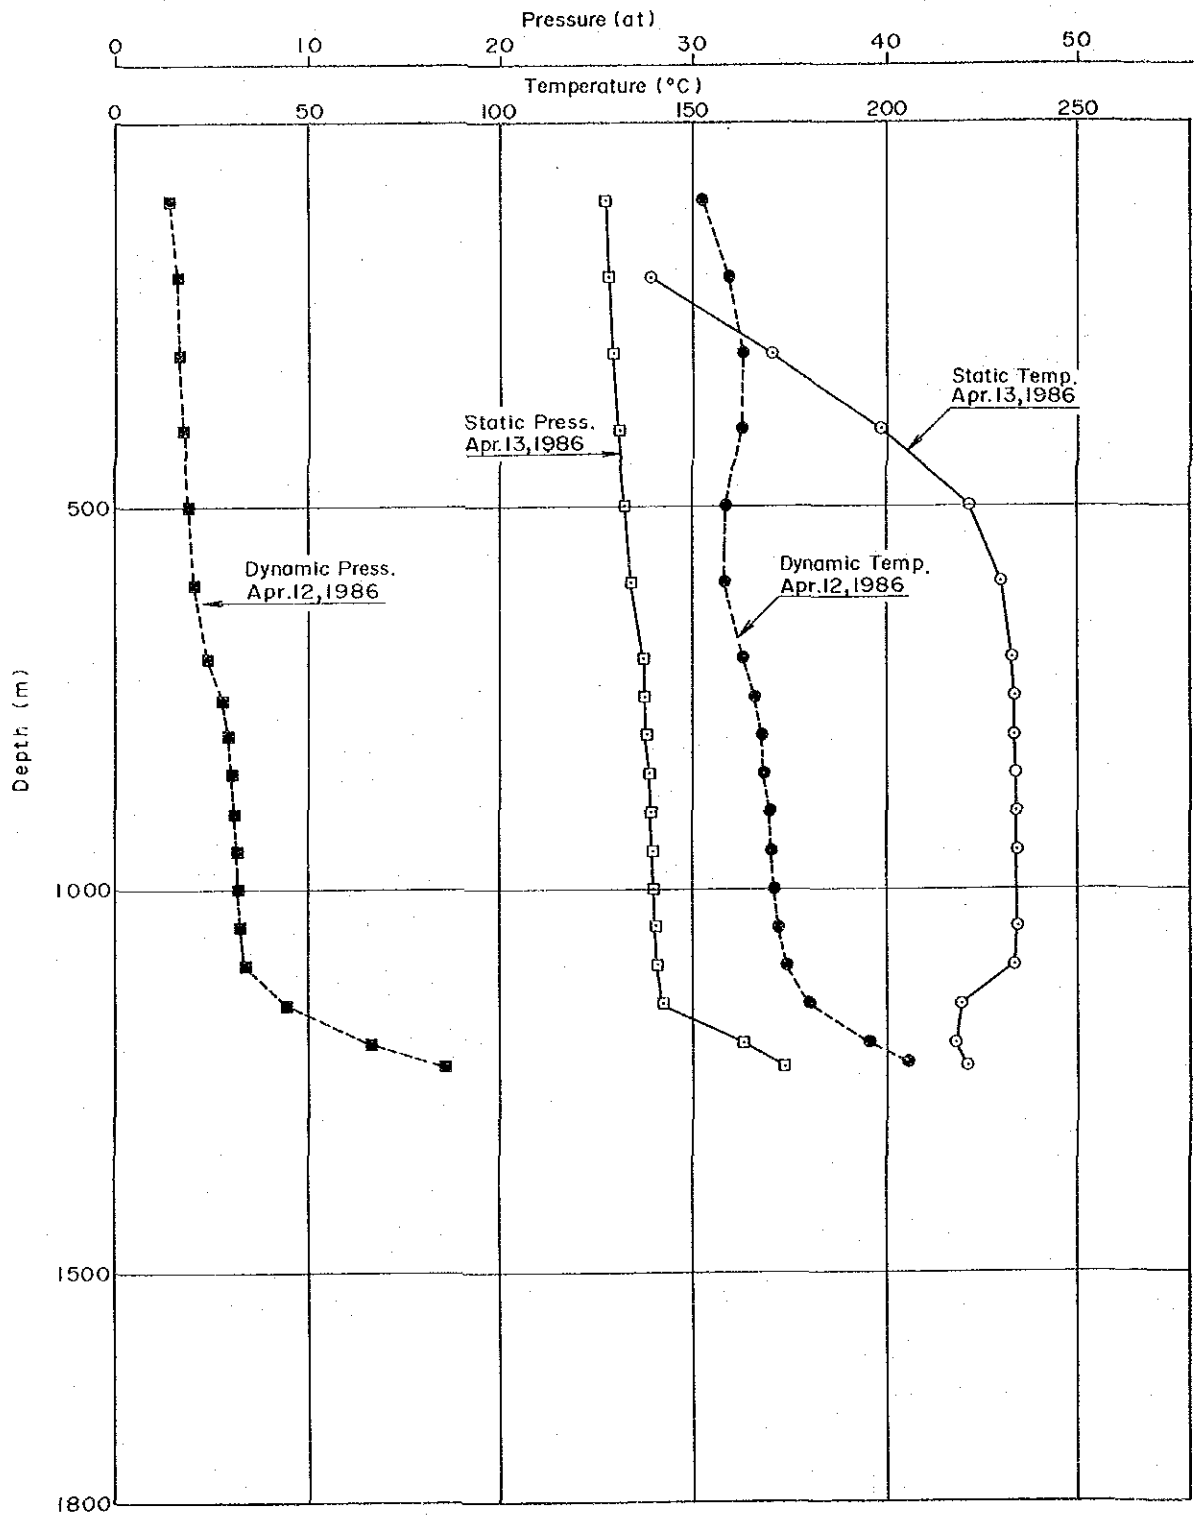 Pressure (at)
0 10 20 30 40 50
Temperature (°C)
0 50 100 150 200 250
Static Temp.
Apr.13,1986
Static Press.
Apr.13,1986
500
Dynamic Temp.
Apr.12,1986
Dynamic Press.
Apr.12,1986
Depth (m)
1000
1500
1800